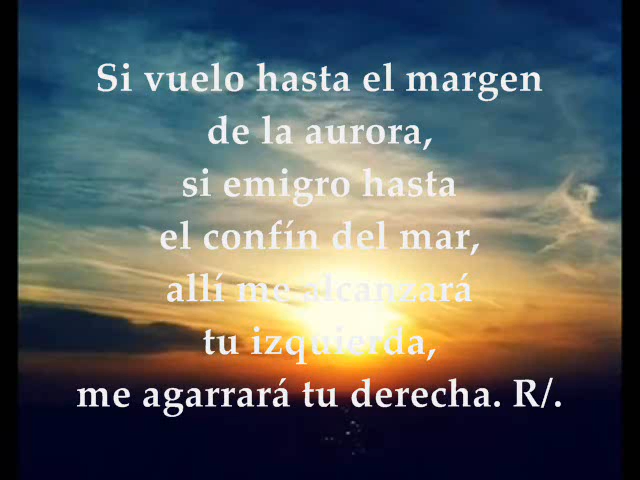 Si vuelo hasta el margen
de la aurora,
si emigro hasta
el confín del mar,
allí me alcanzará
tu izquierda,
me agarrará tu derecha. R/.